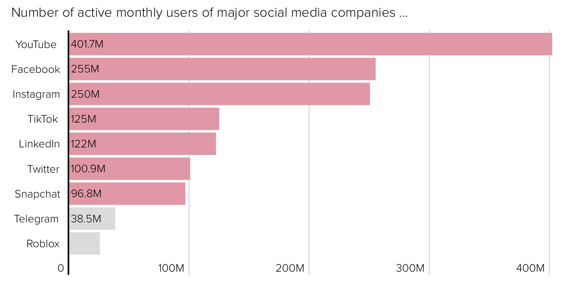 Number of active monthly users of major social media companies ...
YouTube 401.7M
Facebook 255M
Instagram 250M
TikTok 125M
LinkedIn 122M
Twitter 100.9M
Snapchat 96.8M
Telegram 38.5M
Roblox
0 100M 200M 300M 400M